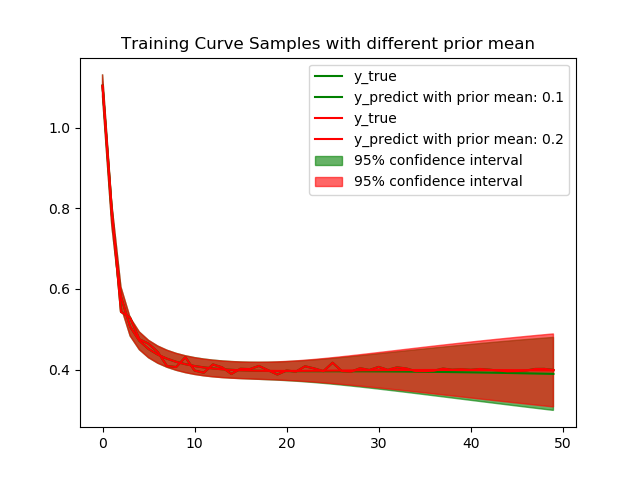 Training Curve Samples with different prior mean
y_true
y_predict with prior mean: 0.1
y_true
y_predict with prior mean: 0.2
95% confidence interval
95% confidence interval
1.0
0.8
0.6
0.4
0 10 20 30 40 50